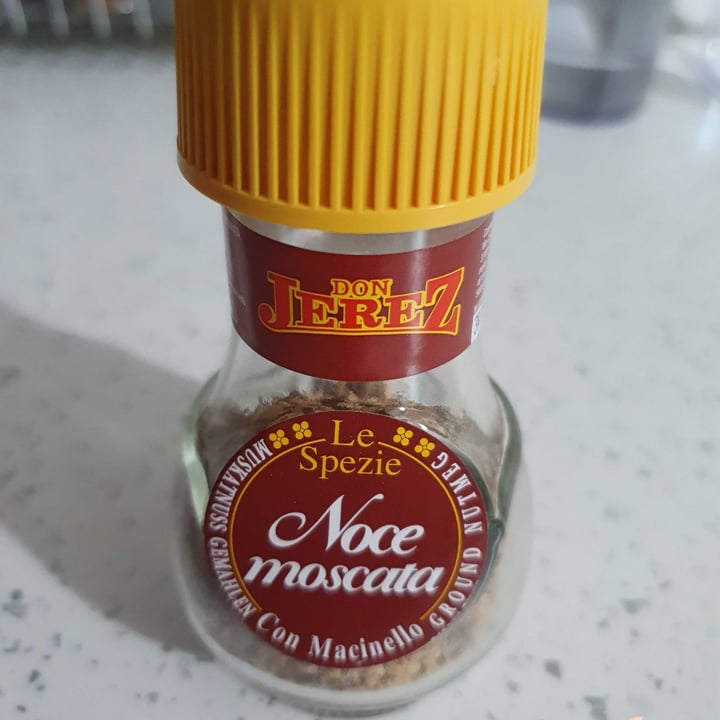 DON
JEREZ
Le
Spezie
Noce
moscata
MUSKATNUSS GEMAHLEN
Con Macinello
GROUND NUTMEG